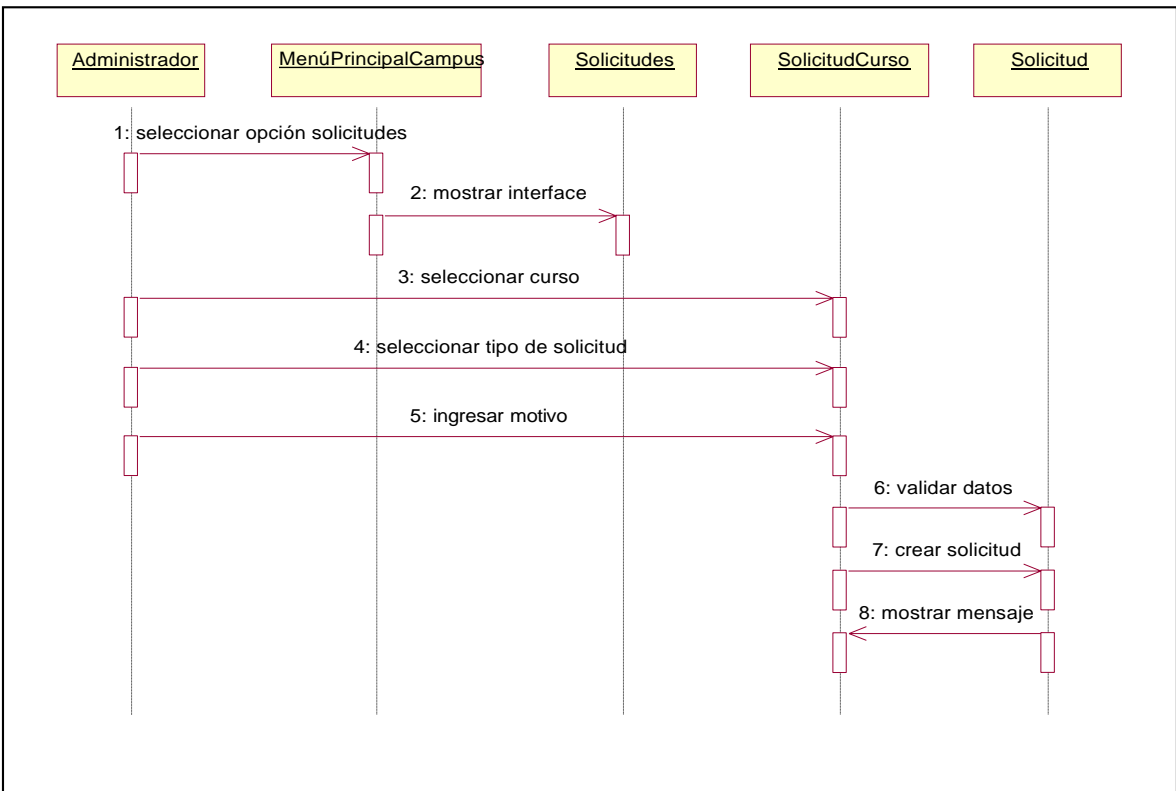 Administrador
MenúPrincipalCampus
Solicitudes
SolicitudCurso
Solicitud
1: seleccionar opción solicitudes
2: mostrar interface
3: seleccionar curso
4: seleccionar tipo de solicitud
5: ingresar motivo
6: validar datos
7: crear solicitud
8: mostrar mensaje